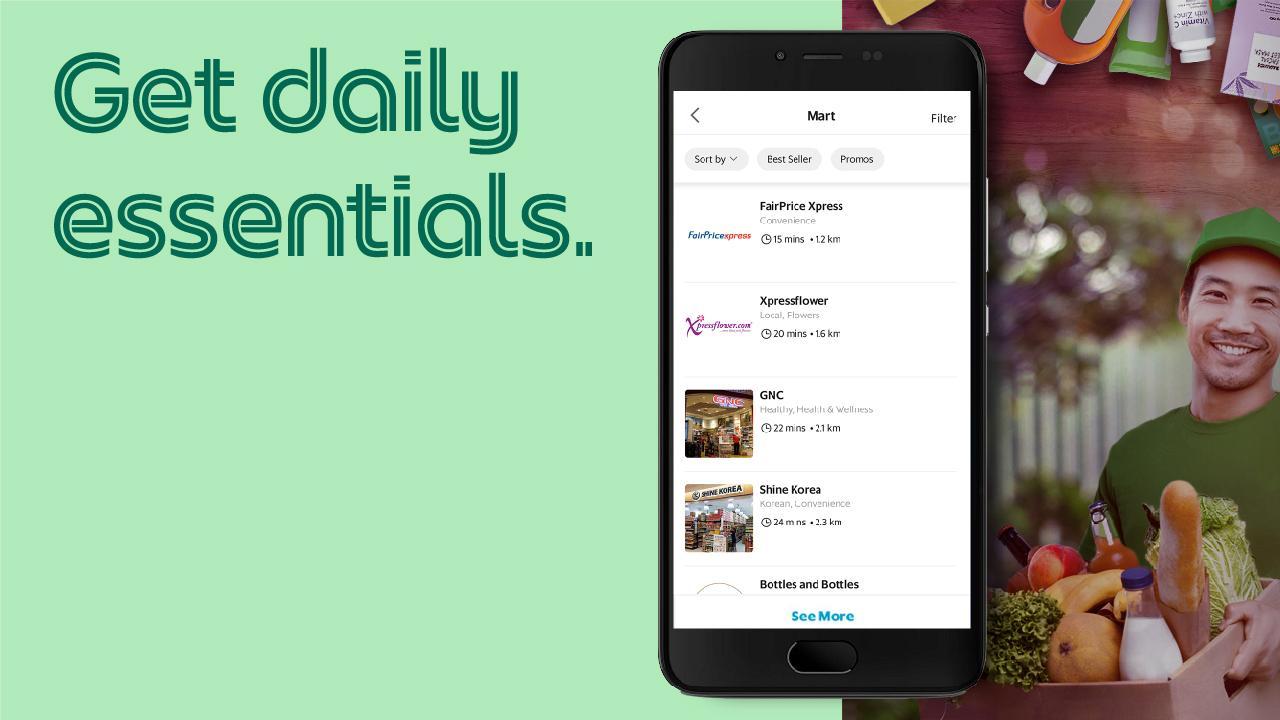 Get daily
essentials.
Mart
Filter
Sort by
Best Seller
Promos
FairPrice Xpress
Convenience
FairPricexpress
15 mins • 1.2 km
Xpressflower
Local, Flowers
Xpressflower.com
20 mins • 1.6 km
GNC
Healthy, Health & Wellness
GNC
22 mins • 2.1 km
Shine Korea
Korean, Convenience
SHINE KOREA
24 mins • 2.3 km
Bottles and Bottles
See More
Vitamin C
with Zinc
FACIAL